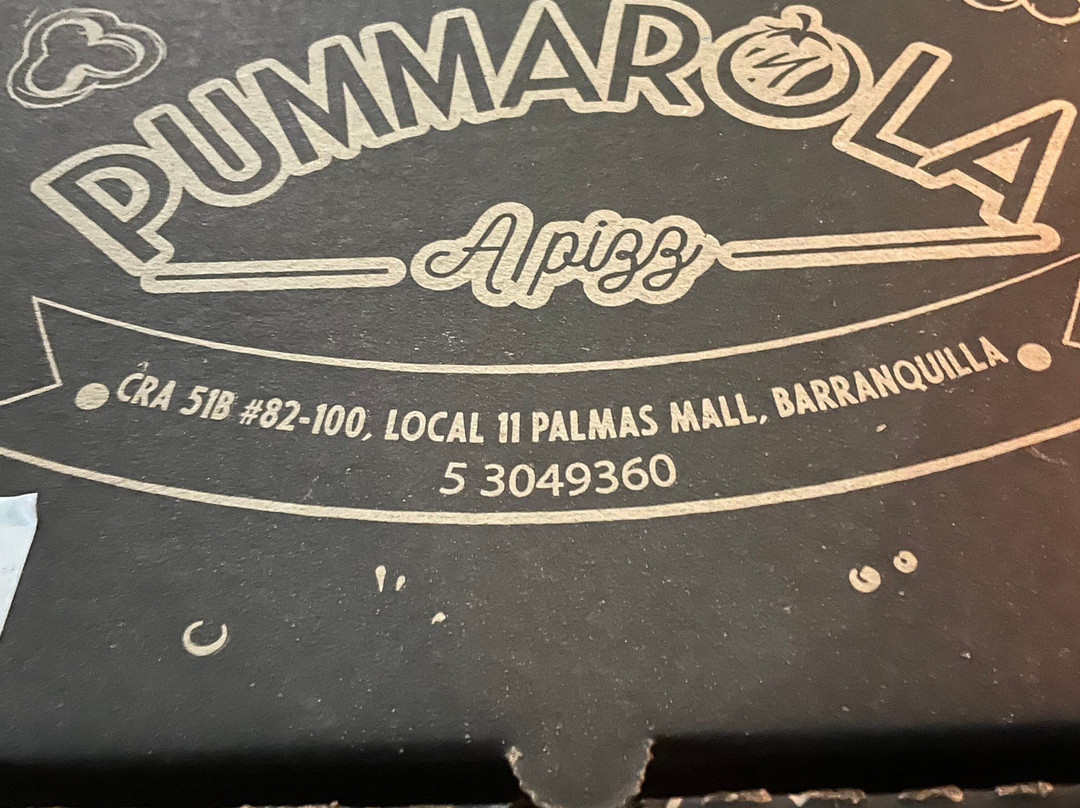 PUMMAROLA
A pizz
CRA 51B #82-100, LOCAL 11 PALMAS MALL, BARRANQUILLA
5 3049360